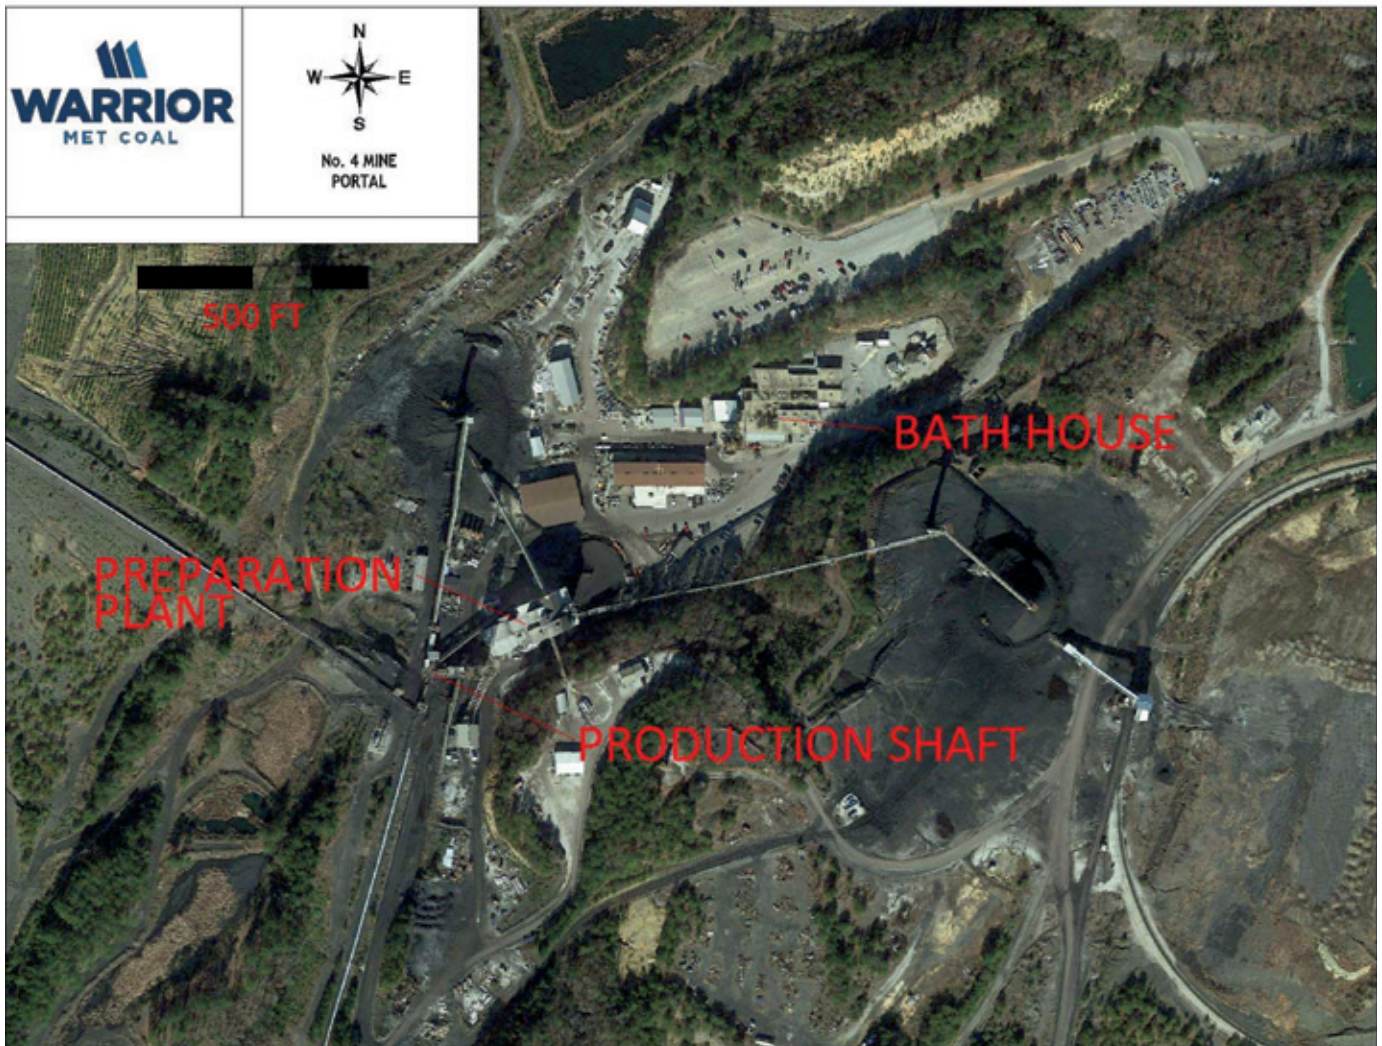 WARRIOR
MET COAL
N
W E
S
No. 4 MINE
PORTAL
500 FT
BATH HOUSE
PREPARATION
PLANT
PRODUCTION SHAFT